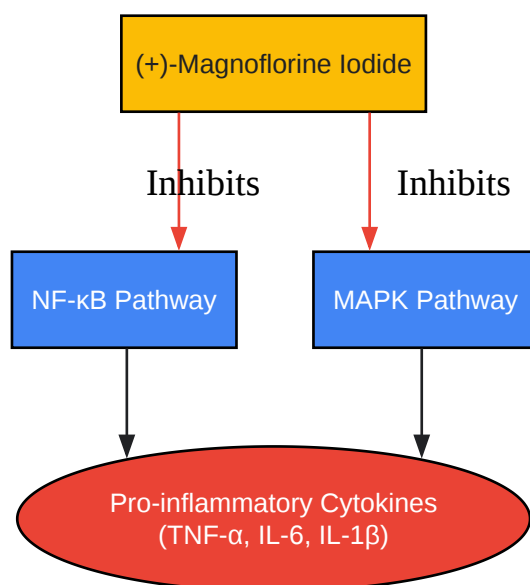 (+)-Magnoflorine Iodide
Inhibits
Inhibits
NF-κB Pathway
MAPK Pathway
Pro-inflammatory Cytokines
(TNF-α, IL-6, IL-1β)